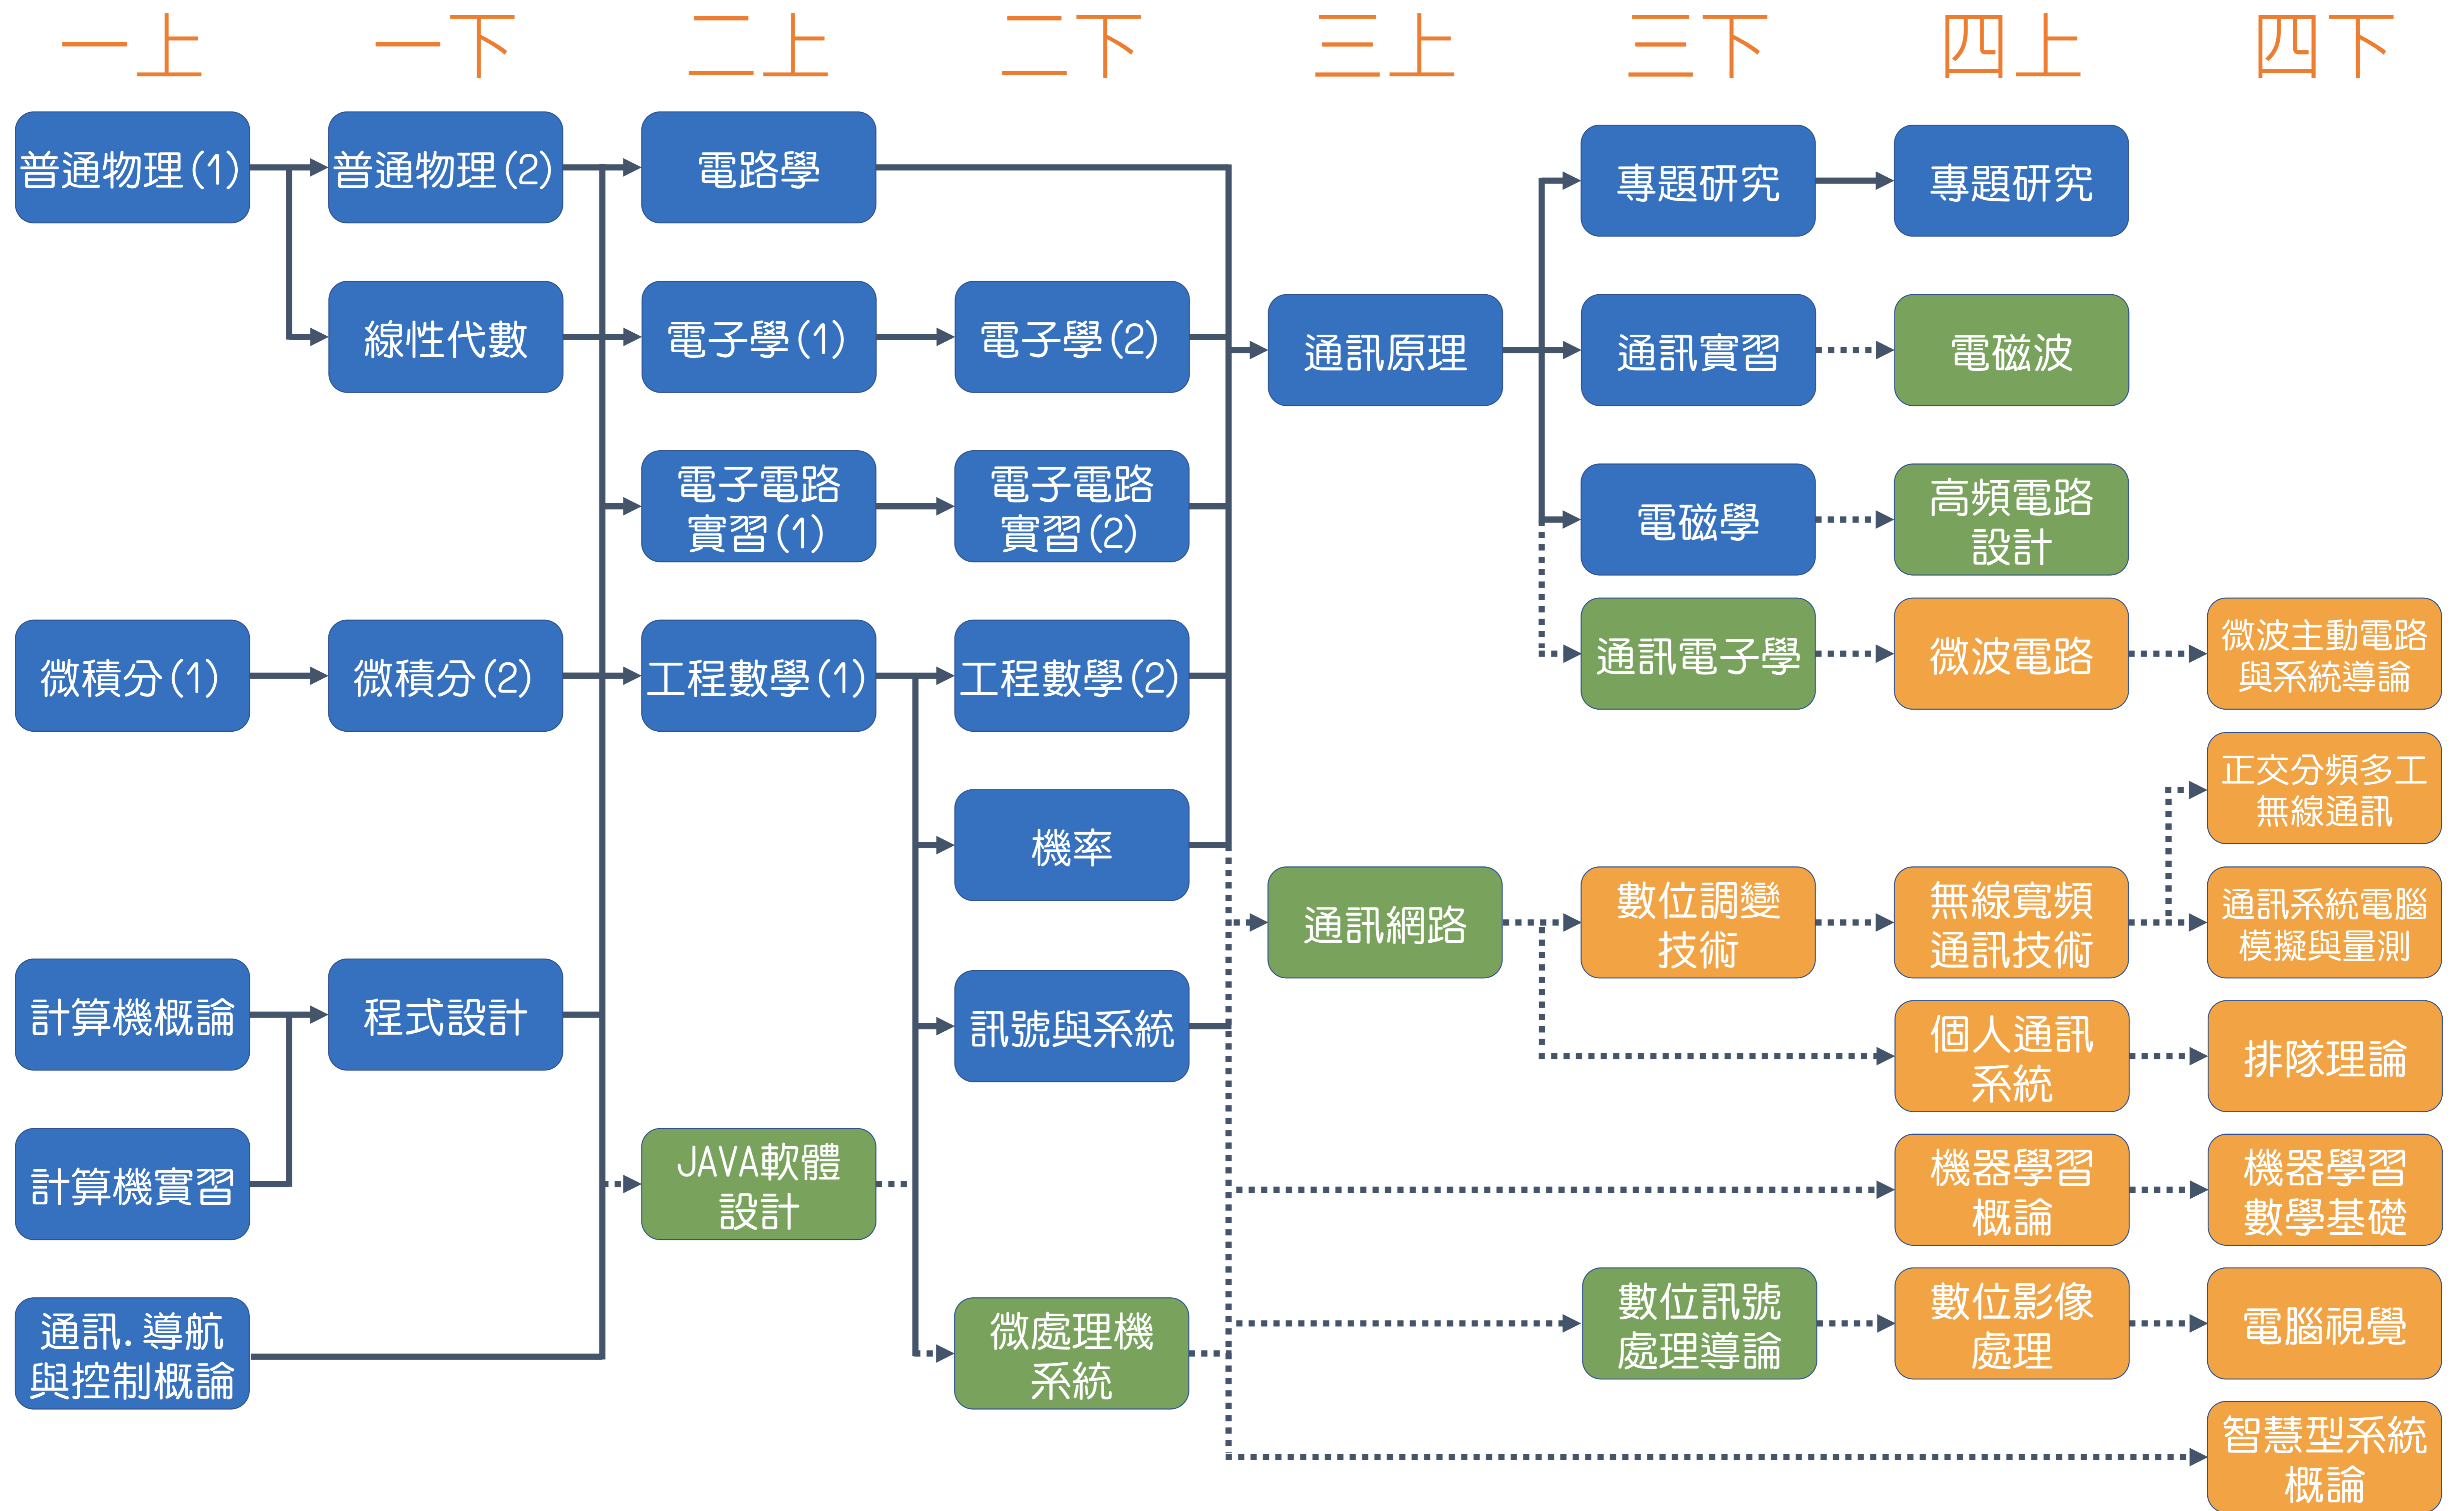 一上
一下
二上
二下
三上
三下
四上
四下
普通物理(1)
普通物理(2)
電路學
專題研究
專題研究
線性代數
電子學(1)
電子學(2)
通訊原理
通訊實習
電磁波
電子電路
實習(1)
電子電路
實習(2)
電磁學
高頻電路
設計
微積分(1)
微積分(2)
工程數學(1)
工程數學(2)
通訊電子學
微波電路
微波主動電路
與系統導論
機率
正交分頻多工
無線通訊
通訊網路
數位調變
技術
無線寬頻
通訊技術
通訊系統電腦
模擬與量測
計算機概論
程式設計
訊號與系統
個人通訊
系統
排隊理論
計算機實習
JAVA軟體
設計
機器學習
概論
機器學習
數學基礎
通訊.導航
與控制概論
微處理機
系統
數位訊號
處理導論
數位影像
處理
電腦視覺
智慧型系統
概論